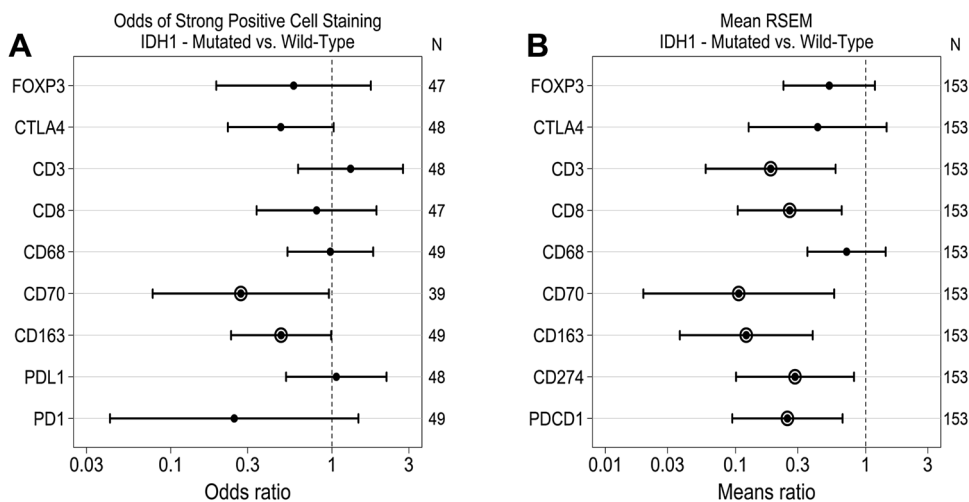 A
Odds of Strong Positive Cell Staining
IDH1 - Mutated vs. Wild-Type
N
FOXP3 47
CTLA4 48
CD3 48
CD8 47
CD68 49
CD70 39
CD163 49
PDL1 48
PD1 49
0.03 0.1 0.3 1 3
Odds ratio
B
Mean RSEM
IDH1 - Mutated vs. Wild-Type
N
FOXP3 153
CTLA4 153
CD3 153
CD8 153
CD68 153
CD70 153
CD163 153
CD274 153
PDCD1 153
0.01 0.03 0.1 0.3 1 3
Means ratio